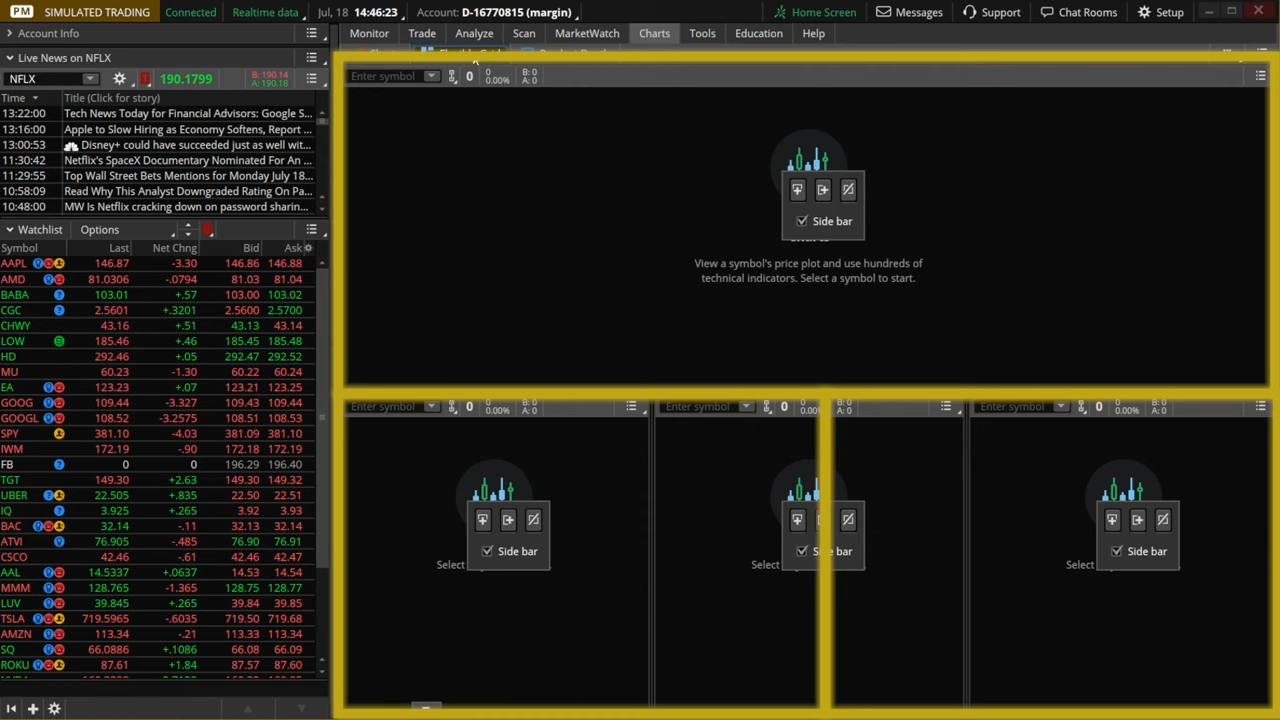 PM SIMULATED TRADING Connected Realtime data Jul, 18 14:46:23 Account: D-16770815 (margin) Home Screen Messages Support Chat Rooms Setup
Account Info
Monitor Trade Analyze Scan MarketWatch Charts Tools Education Help
Live News on NFLX
NFLX 190.1799 B: 190.14 A: 190.18
Time Title (Click for story)
13:22:00 Tech News Today for Financial Advisors: Google S...
13:16:00 Apple to Slow Hiring as Economy Softens, Report ...
13:00:53 Disney+ could have succeeded just as well wit...
11:30:42 Netflix's SpaceX Documentary Nominated For An ...
11:29:55 Top Wall Street Bets Mentions for Monday July 18...
10:58:09 Read Why This Analyst Downgraded Rating On Pa...
10:48:00 MW Is Netflix cracking down on password sharin...
Watchlist Options
Symbol Last Net Chng Bid Ask
AAPL 146.87 -3.30 146.86 146.88
AMD 81.0306 -.0794 81.03 81.04
BABA 103.01 +.57 103.00 103.02
CGC 2.5601 +.3201 2.5600 2.5700
CHWY 43.16 +.51 43.13 43.14
LOW 185.46 +.46 185.45 185.48
HD 292.46 +.05 292.47 292.52
MU 60.23 -1.30 60.22 60.24
EA 123.23 +.07 123.21 123.25
GOOG 109.44 -3.327 109.43 109.44
GOOGL 108.52 -3.2575 108.51 108.53
SPY 381.10 -4.03 381.09 381.10
IWM 172.19 -.90 172.18 172.19
FB 0 0 196.29 196.40
TGT 149.30 +2.63 149.30 149.32
UBER 22.505 +.835 22.50 22.51
IQ 3.925 +.265 3.92 3.93
BAC 32.14 -.11 32.13 32.14
ATVI 76.905 -.485 76.90 76.91
CSCO 42.46 -.61 42.46 42.47
AAL 14.5337 +.0637 14.53 14.54
MMM 128.765 -1.365 128.75 128.77
LUV 39.845 +.265 39.84 39.85
TSLA 719.5965 -.6035 719.50 719.68
AMZN 113.34 -.21 113.33 113.34
SQ 66.0886 +.1086 66.08 66.09
ROKU 87.61 +1.84 87.57 87.60
Enter symbol 0 0 0.00% B: 0 A: 0
Side bar
View a symbol's price plot and use hundreds of
technical indicators. Select a symbol to start.
Enter symbol 0 0 0.00% B: 0 A: 0
Side bar
Select
Enter symbol 0 0 0.00% B: 0 A: 0
Side bar
Select
Enter symbol 0 0 0.00% B: 0 A: 0
Side bar
Select